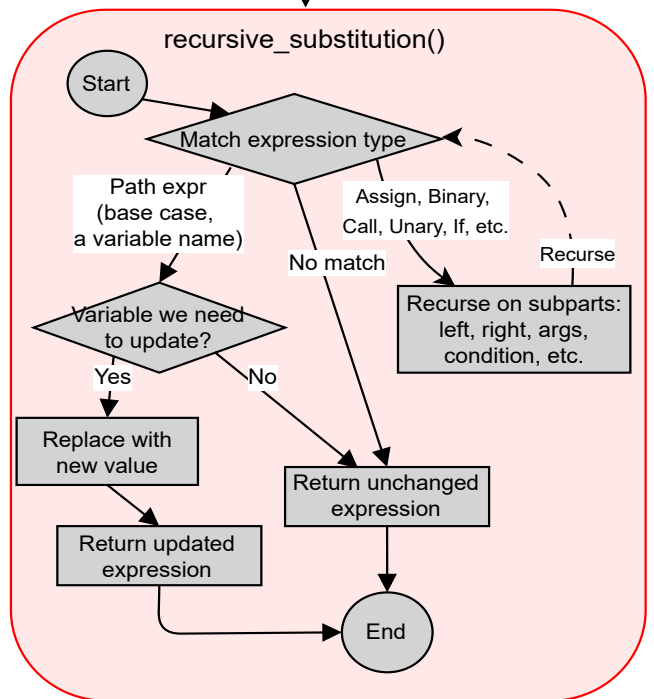 recursive_substitution()
Start
Match expression type
Path expr
(base case,
a variable name)
Assign, Binary,
Call, Unary, If, etc.
No match
Recurse
Recurse on subparts:
left, right, args,
condition, etc.
Variable we need
to update?
Yes
No
Replace with
new value
Return unchanged
expression
Return updated
expression
End